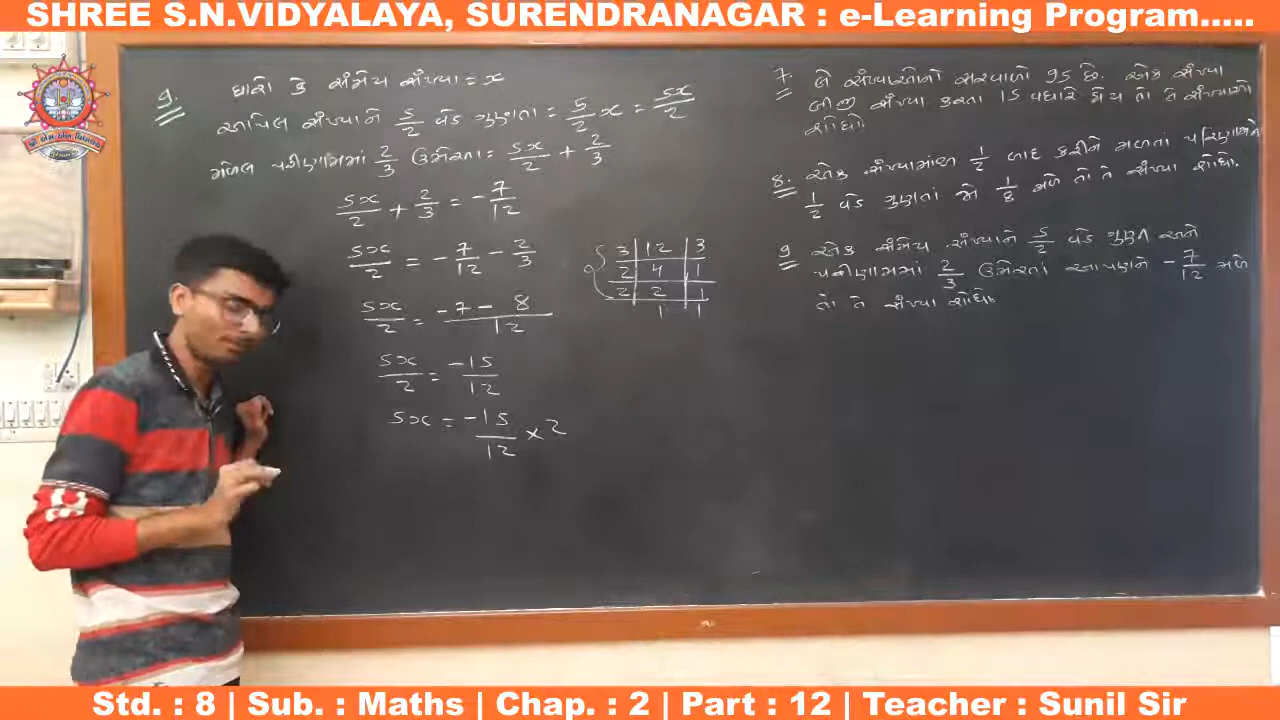 SHREE S.N.VIDYALAYA, SURENDRANAGAR : e-Learning Program.....
9. ધારો કે સંમેય સંખ્યા = x
આપેલ સંખ્યાને 5/2 વડે ગુણતા = 5/2 x = 5x/2
મળેલ પરીણામમાં 2/3 ઉમેરતા = 5x/2 + 2/3
5x/2 + 2/3 = -7/12
5x/2 = -7/12 - 2/3
5x/2 = -7 - 8/12
5x/2 = -15/12
5x = -15/12 × 2
3 | 12 | 3
2 | 4 | 1
2 | 2 | 1
1 | 1
7. બે સંખ્યાઓનો સરવાળો 95 છે. એક સંખ્યા
બીજી સંખ્યા કરતા 15 વધારે હોય તો તે સંખ્યાઓ
શોધો.
8. એક સંખ્યામાંથી 1/2 બાદ કરીને મળતાં પરિણામને
1/2 વડે ગુણતાં જો 1/8 મળે તો તે સંખ્યા શોધો.
9 એક સંમેય સંખ્યાને 5/2 વડે ગુણી અને
પરીણામમાં 2/3 ઉમેરતાં આપણને -7/12 મળે
તો તે સંખ્યા શોધો.
Std. : 8 | Sub. : Maths | Chap. : 2 | Part : 12 | Teacher : Sunil Sir